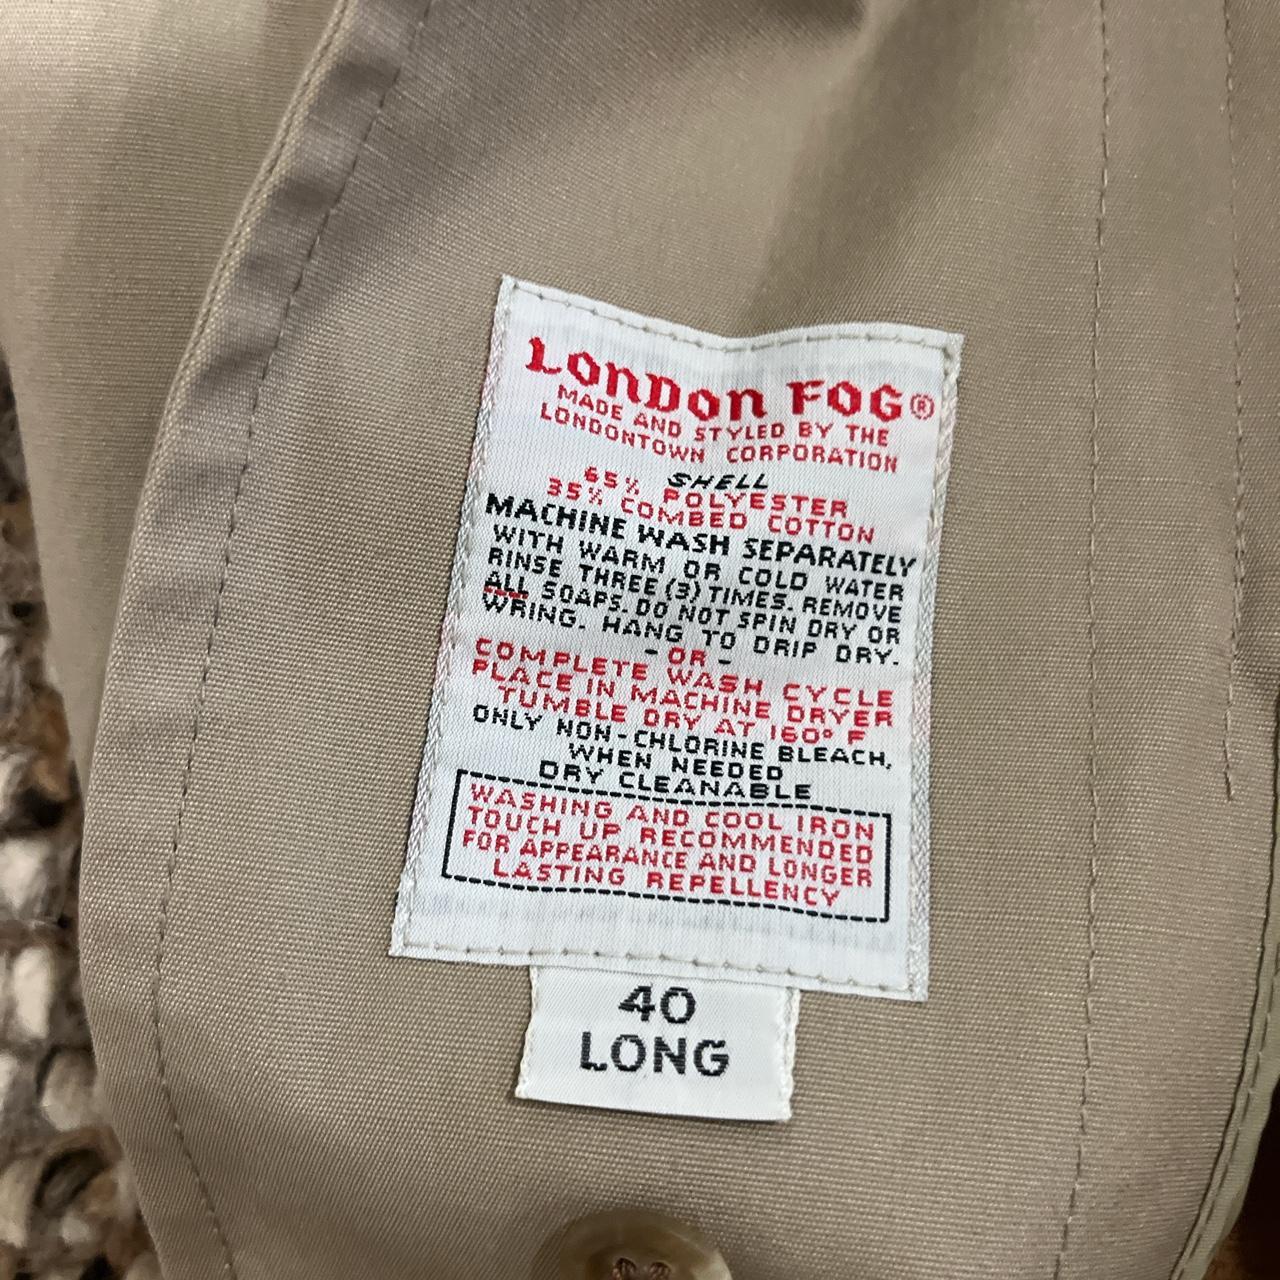 LONDON FOG®
MADE AND STYLED BY THE
LONDONTOWN CORPORATION
SHELL
65% POLYESTER
35% COMBED COTTON
MACHINE WASH SEPARATELY
WITH WARM OR COLD WATER
RINSE THREE (3) TIMES. REMOVE
ALL SOAPS. DO NOT SPIN DRY OR
WRING. HANG TO DRIP DRY.
- OR -
COMPLETE WASH CYCLE
PLACE IN MACHINE DRYER
TUMBLE DRY AT 160° F
ONLY NON-CHLORINE BLEACH,
WHEN NEEDED
DRY CLEANABLE
WASHING AND COOL IRON
TOUCH UP RECOMMENDED
FOR APPEARANCE AND LONGER
LASTING REPELLENCY
40
LONG